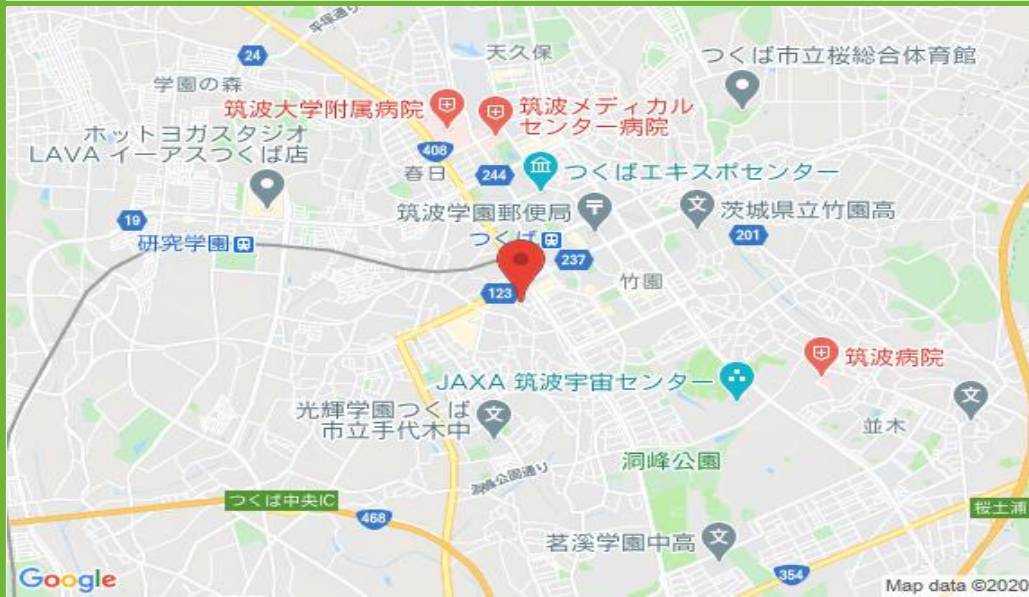 平塚通り
24
天久保
つくば市立桜総合体育館
学園の森
筑波大学附属病院
筑波メディカル
センター病院
ホットヨガスタジオ
LAVA イーアスつくば店
408
春日
244
つくばエキスポセンター
筑波学園郵便局
茨城県立竹園高
19
201
研究学園
つくば
237
123
竹園
筑波病院
JAXA 筑波宇宙センター
光輝学園つくば
市立手代木中
並木
洞峰公園
洞峰公園通り
つくば中央IC
468
桜土浦
茗溪学園中高
354
Google
Map data ©2020